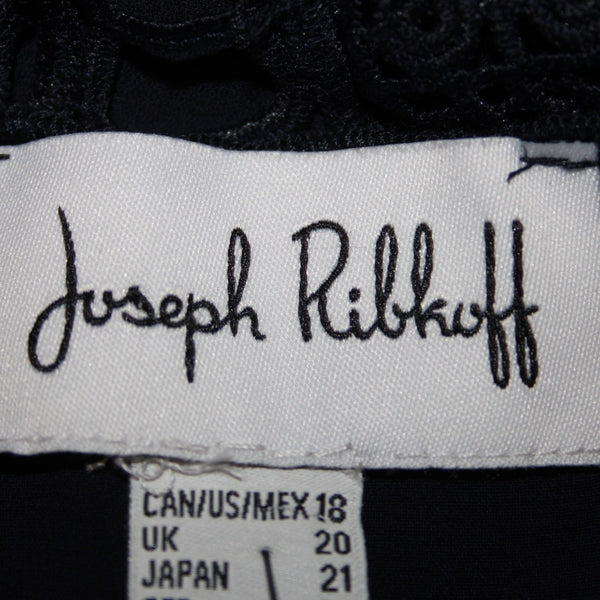 Joseph Ribkoff
CAN/US/MEX 18
UK 20
JAPAN 21